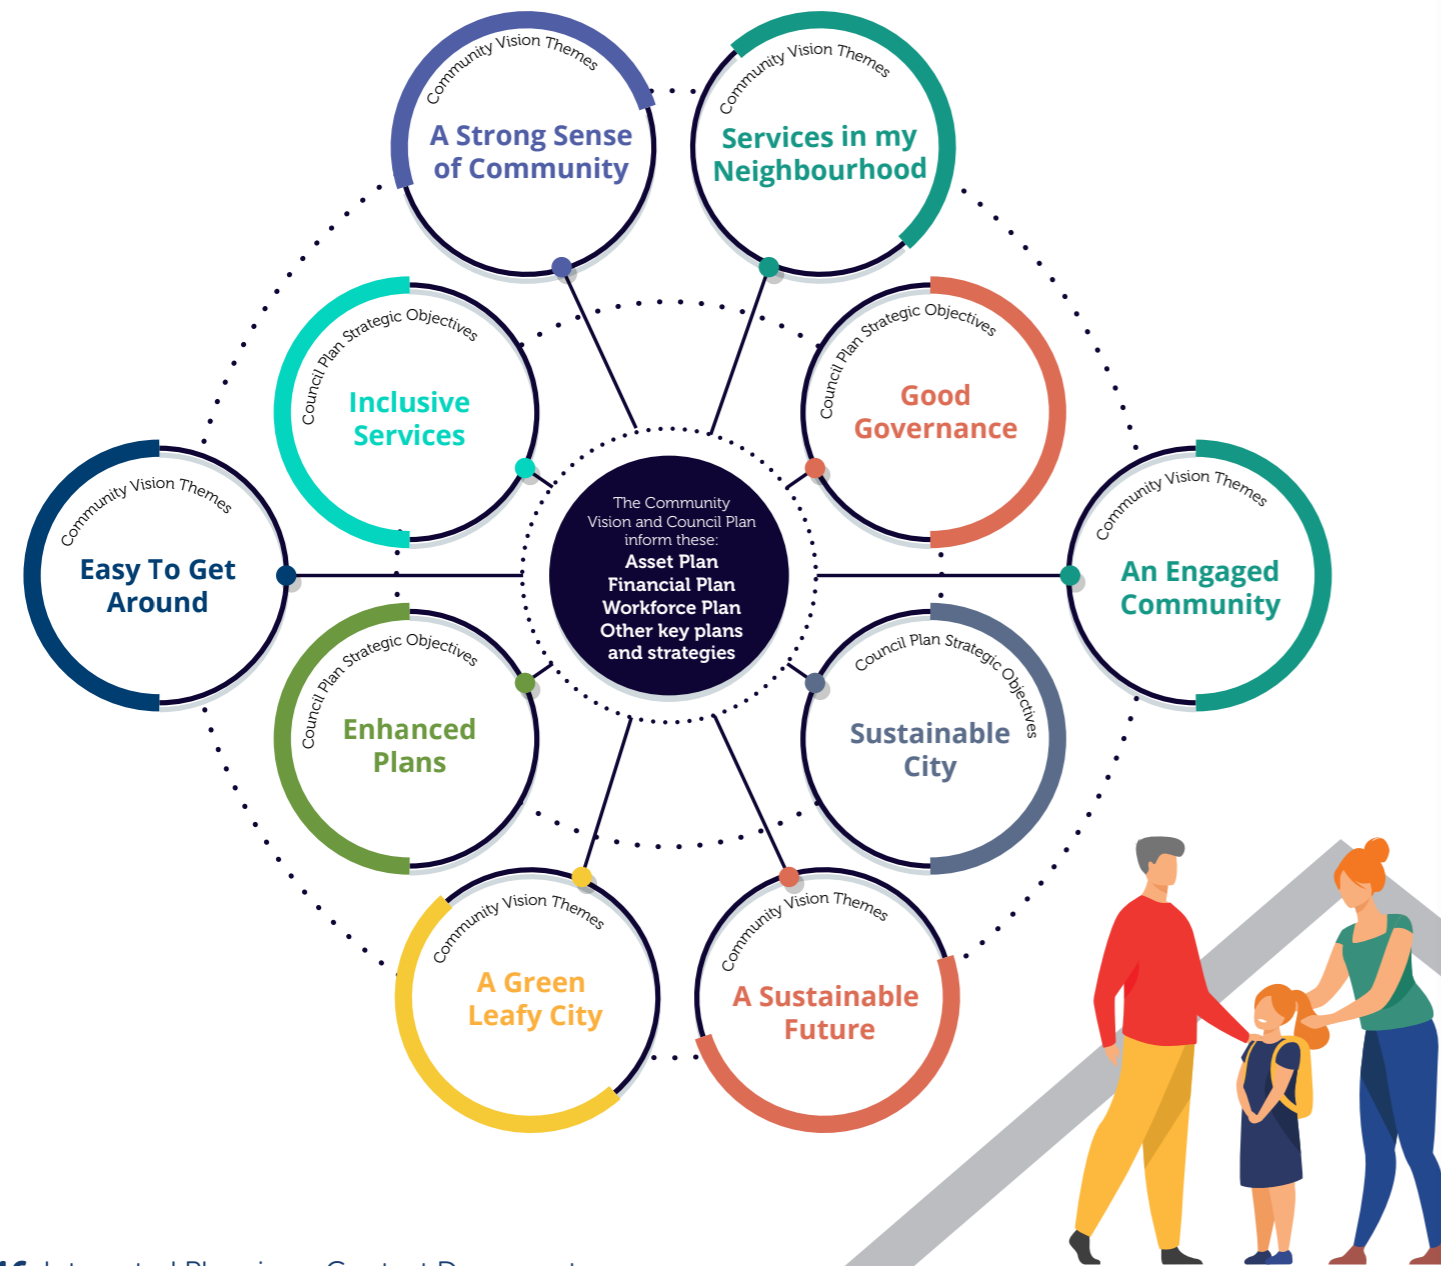 Community Vision Themes
A Strong Sense
of Community
Community Vision Themes
Services in my
Neighbourhood
Council Plan Strategic Objectives
Inclusive
Services
Council Plan Strategic Objectives
Good
Governance
Community Vision Themes
Easy To Get
Around
The Community
Vision and Council Plan
inform these:
Asset Plan
Financial Plan
Workforce Plan
Other key plans
and strategies
Community Vision Themes
An Engaged
Community
Council Plan Strategic Objectives
Enhanced
Plans
Council Plan Strategic Objectives
Sustainable
City
Community Vision Themes
A Green
Leafy City
Community Vision Themes
A Sustainable
Future